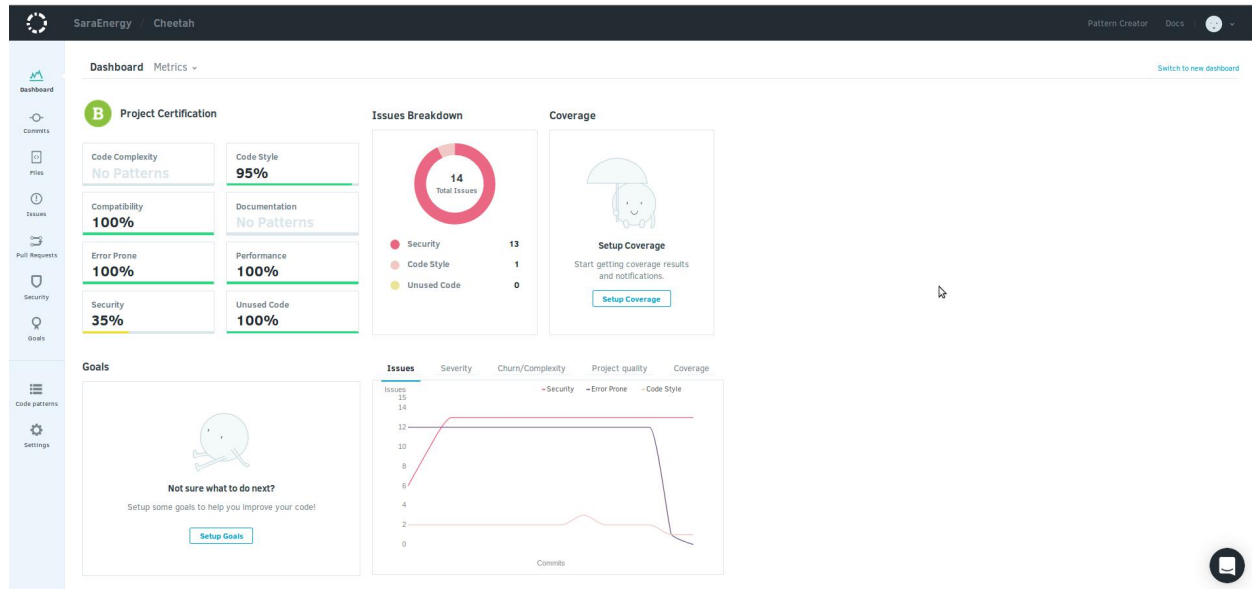 SaraEnergy / Cheetah
Pattern Creator
Docs
Dashboard
Metrics
Switch to new dashboard
Dashboard
Commits
Files
Issues
Pull Requests
Security
Goals
Code patterns
Settings
B
Project Certification
Code Complexity
No Patterns
Code Style
95%
Compatibility
100%
Documentation
No Patterns
Error Prone
100%
Performance
100%
Security
35%
Unused Code
100%
Issues Breakdown
14
Total Issues
Security 13
Code Style 1
Unused Code 0
Coverage
Setup Coverage
Start getting coverage results
and notifications.
Setup Coverage
Goals
Not sure what to do next?
Setup some goals to help you improve your code!
Setup Goals
Issues
Severity
Churn/Complexity
Project quality
Coverage
Issues
Security
Error Prone
Code Style
15
14
12
10
8
6
4
2
0
Commits